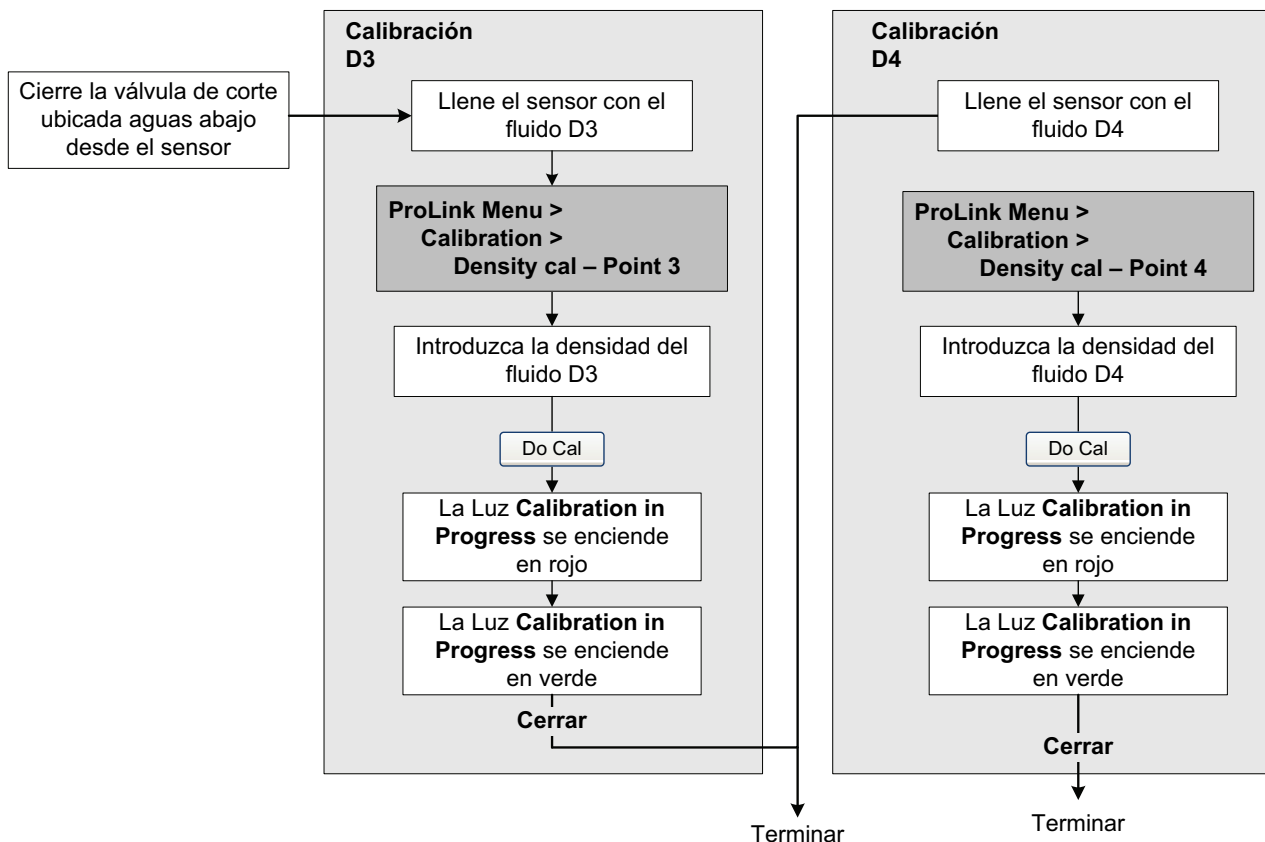 Cierre la válvula de corte
ubicada aguas abajo
desde el sensor
Calibración
D3
Llene el sensor con el
fluido D3
ProLink Menu >
Calibration >
Density cal – Point 3
Introduzca la densidad del
fluido D3
Do Cal
La Luz Calibration in
Progress se enciende
en rojo
La Luz Calibration in
Progress se enciende
en verde
Cerrar
Terminar
Calibración
D4
Llene el sensor con el
fluido D4
ProLink Menu >
Calibration >
Density cal – Point 4
Introduzca la densidad del
fluido D4
Do Cal
La Luz Calibration in
Progress se enciende
en rojo
La Luz Calibration in
Progress se enciende
en verde
Cerrar
Terminar